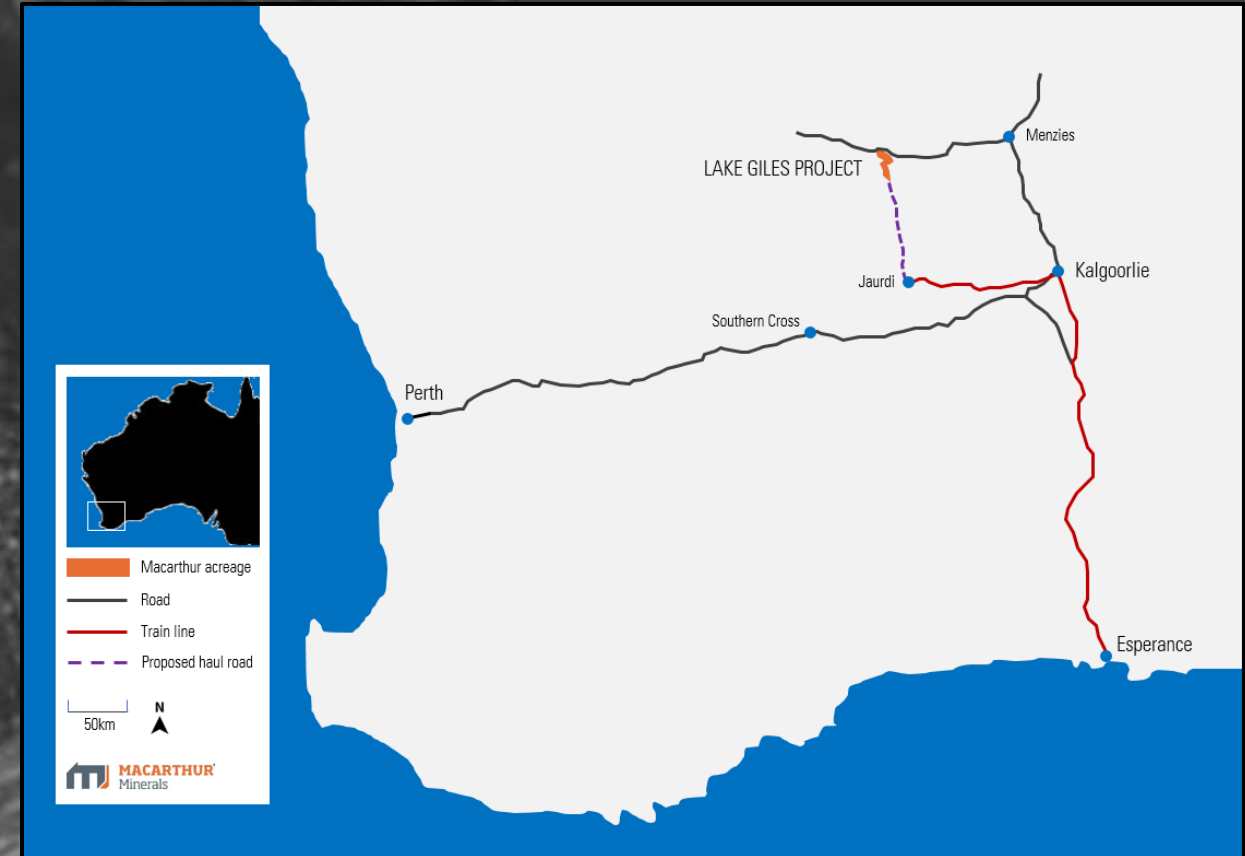 Menzies
LAKE GILES PROJECT
Kalgoorlie
Jaurdi
Southern Cross
Perth
Macarthur acreage
Road
Train line
Proposed haul road
Esperance
N
50km
MACARTHUR
Minerals